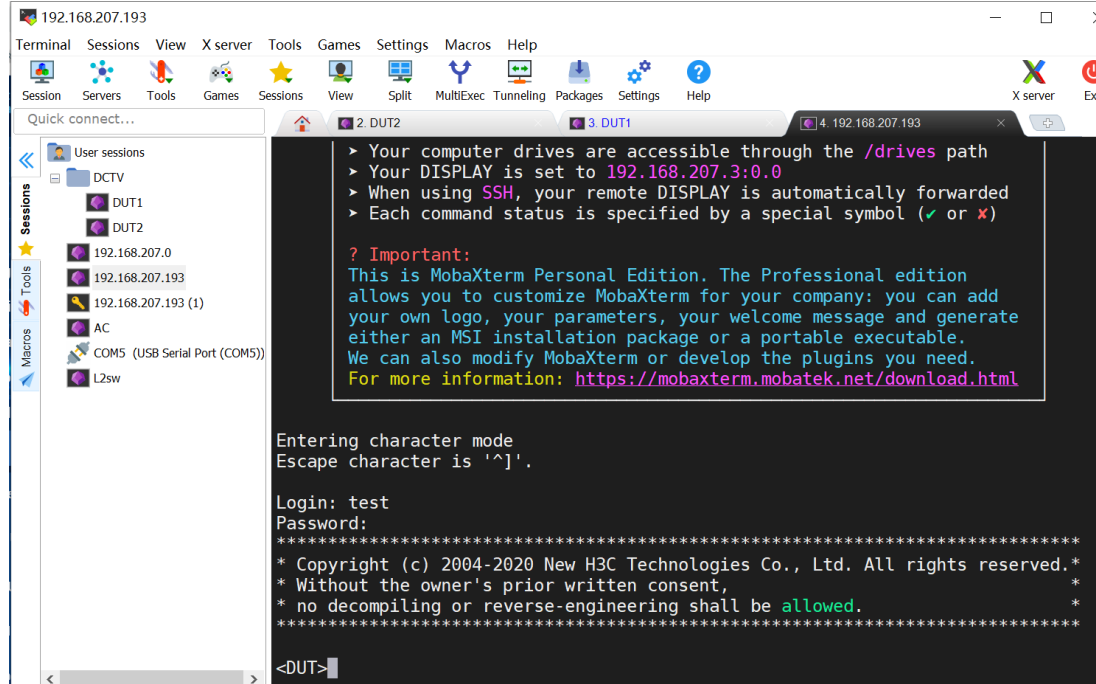 192.168.207.193
Terminal Sessions View X server Tools Games Settings Macros Help
Session Servers Tools Games Sessions View Split MultiExec Tunneling Packages Settings Help X server
Quick connect...
2. DUT2
3. DUT1
4. 192.168.207.193
Sessions
Tools
Macros
User sessions
DCTV
DUT1
DUT2
192.168.207.0
192.168.207.193
192.168.207.193 (1)
AC
COM5 (USB Serial Port (COM5))
L2sw
➤ Your computer drives are accessible through the /drives path
➤ Your DISPLAY is set to 192.168.207.3:0.0
➤ When using SSH, your remote DISPLAY is automatically forwarded
➤ Each command status is specified by a special symbol (✔ or ✘)
? Important:
This is MobaXterm Personal Edition. The Professional edition
allows you to customize MobaXterm for your company: you can add
your own logo, your parameters, your welcome message and generate
either an MSI installation package or a portable executable.
We can also modify MobaXterm or develop the plugins you need.
For more information: https://mobaxterm.mobatek.net/download.html
Entering character mode
Escape character is '^]'.
Login: test
Password:
******************************************************************************
* Copyright (c) 2004-2020 New H3C Technologies Co., Ltd. All rights reserved.*
* Without the owner's prior written consent, *
* no decompiling or reverse-engineering shall be allowed. *
******************************************************************************
<DUT>